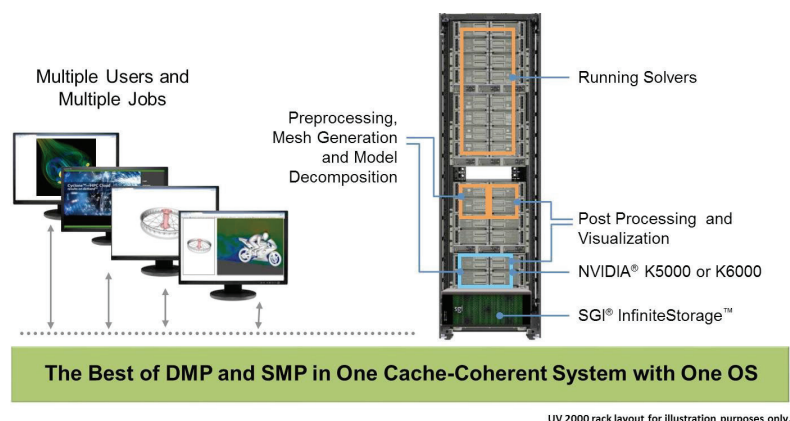 Multiple Users and
Multiple Jobs
Preprocessing,
Mesh Generation
and Model
Decomposition
Running Solvers
Post Processing and
Visualization
NVIDIA® K5000 or K6000
SGI® InfiniteStorage™
The Best of DMP and SMP in One Cache-Coherent System with One OS
UV 2000 rack layout for illustration purposes only.